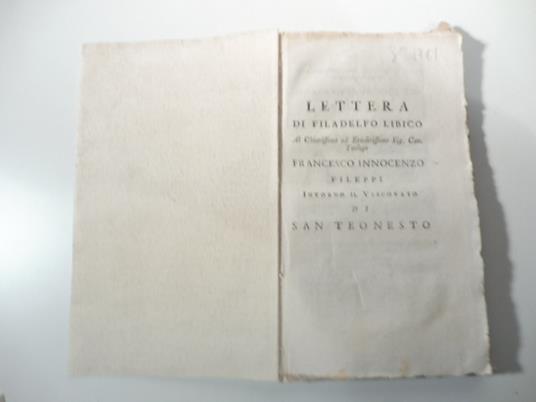 LETTERA
DI FILADELFO LIBICO
Al Chiarissimo ed Eruditissimo Sig. Can.
Teologo
FRANCESCO INNOCENZO
FILEPPI
INTORNO IL VESCOVATO
DI
SAN TEONESTO